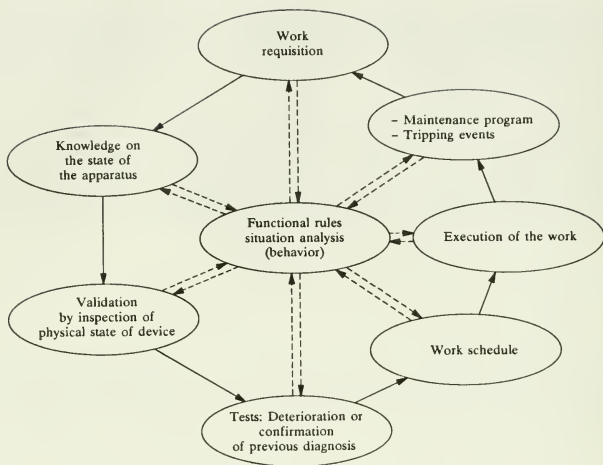 Work
requisition
– Maintenance program
– Tripping events
Knowledge on
the state of
the apparatus
Functional rules
situation analysis
(behavior)
Execution of the work
Validation
by inspection of
physical state of device
Work schedule
Tests: Deterioration or
confirmation
of previous diagnosis